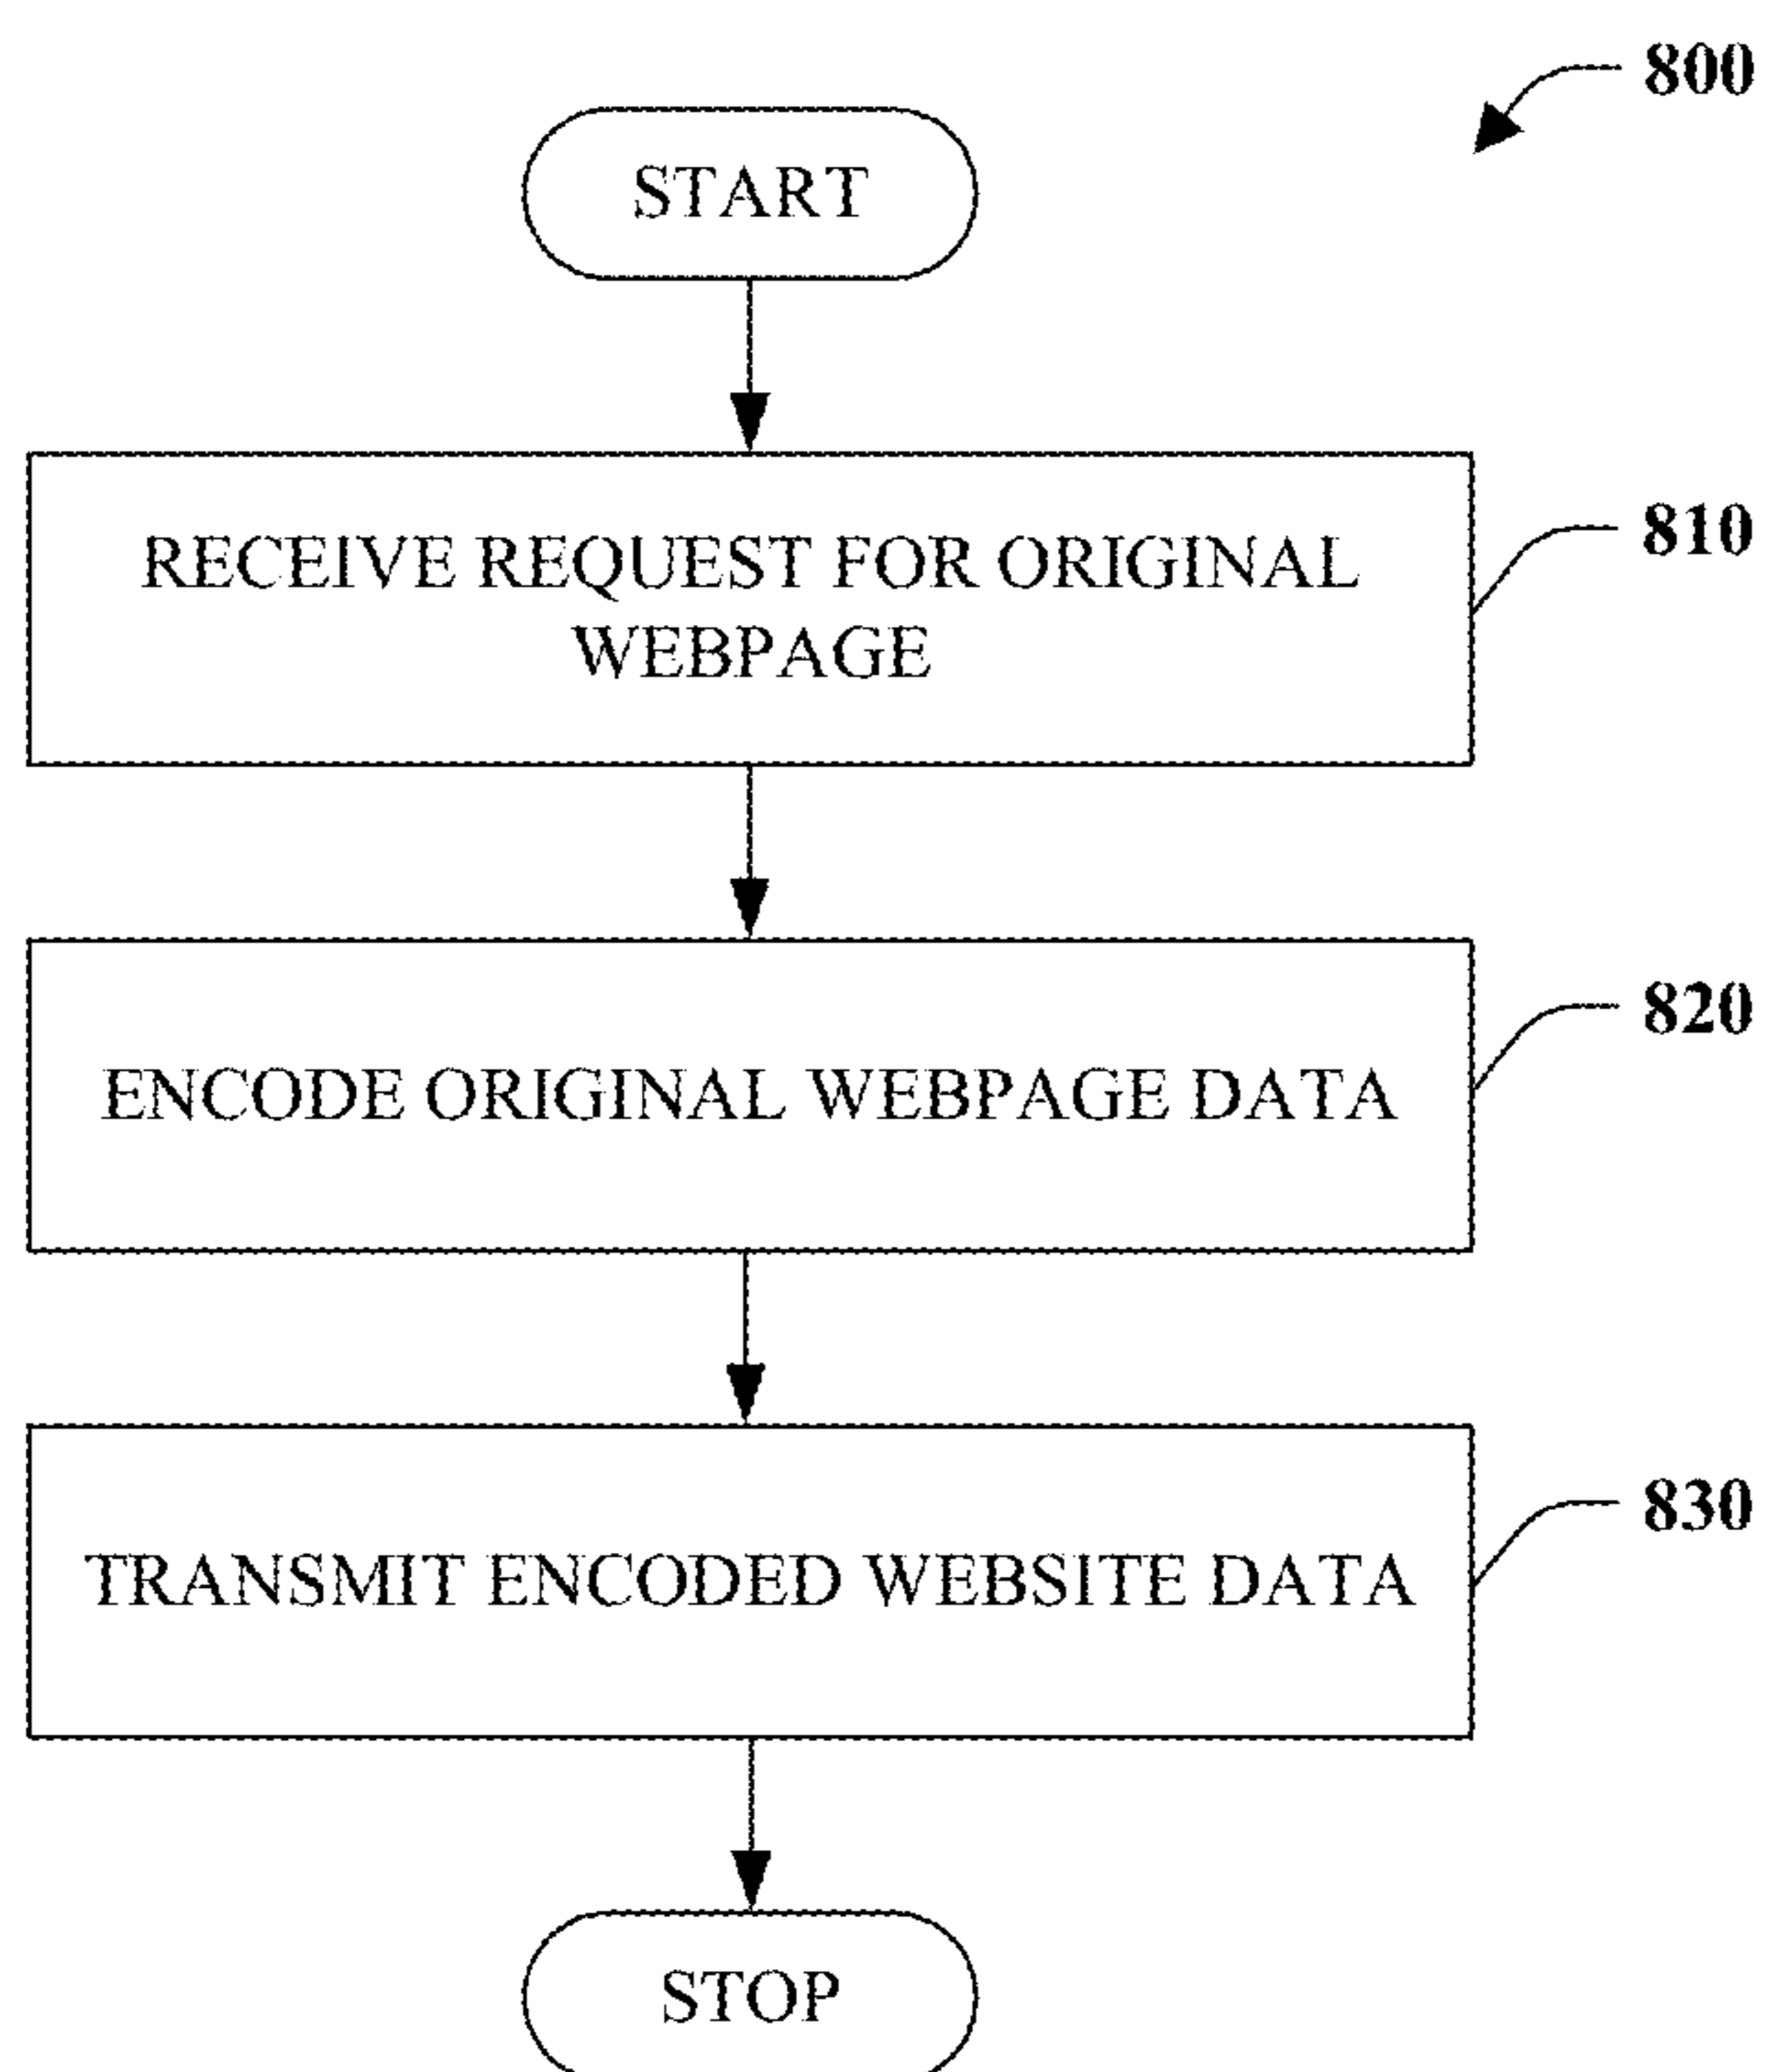 800
START
RECEIVE REQUEST FOR ORIGINAL
WEBPAGE
810
ENCODE ORIGINAL WEBPAGE DATA
820
TRANSMIT ENCODED WEBSITE DATA
830
STOP